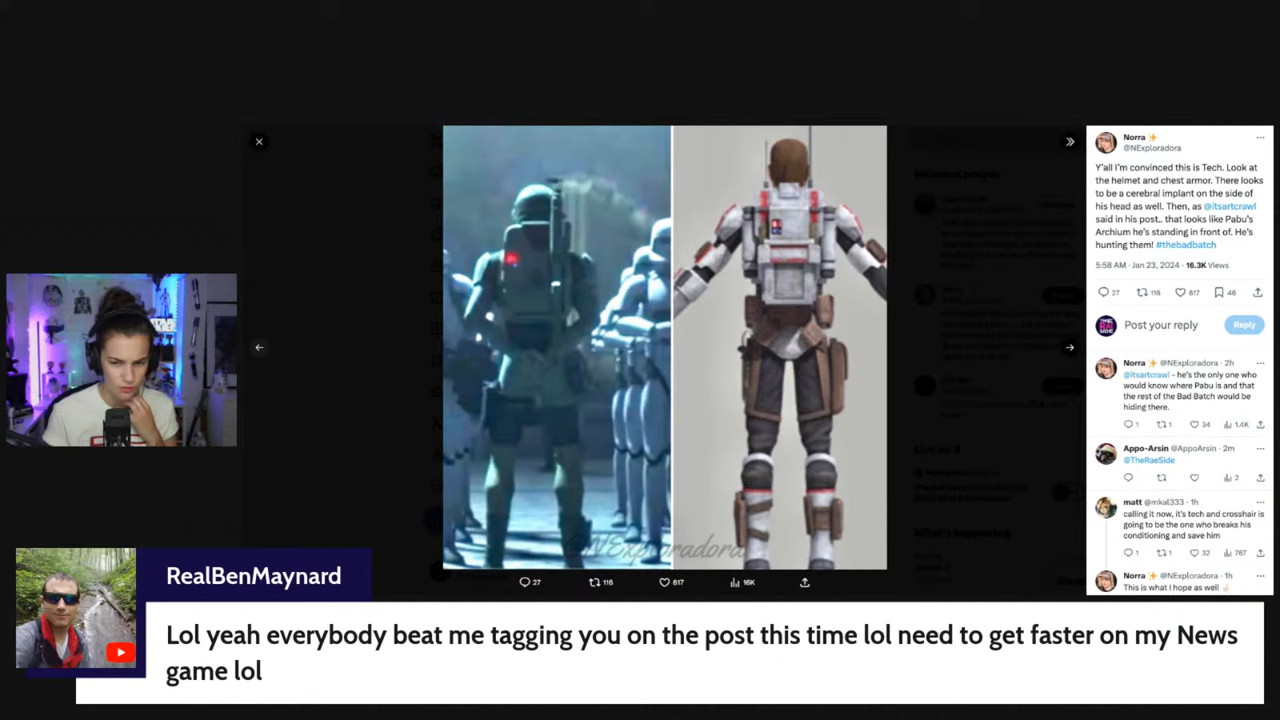 Norra ✨
@NExploradora
Y'all I'm convinced this is Tech. Look at
the helmet and chest armor. There looks
to be a cerebral implant on the side of
his head as well. Then, as @itsartcrawl
said in his post.. that looks like Pabu's
Archium he's standing in front of. He's
hunting them! #thebadbatch
5:58 AM · Jan 23, 2024 · 16.3K Views
27 116 617 46
Post your reply
Reply
Norra ✨ @NExploradora · 2h
@itsartcrawl - he's the only one who
would know where Pabu is and that
the rest of the Bad Batch would be
hiding there.
1 1 34 1.4K
Appo-Arsin @AppoArsin · 2m
@TheRaeSide
2
matt @mkal333 · 1h
calling it now, it's tech and crosshair is
going to be the one who breaks his
conditioning and save him
1 1 32 767
Norra ✨ @NExploradora · 1h
This is what I hope as well
@NExploradora
27 116 617 16K
RealBenMaynard
Lol yeah everybody beat me tagging you on the post this time lol need to get faster on my News
game lol